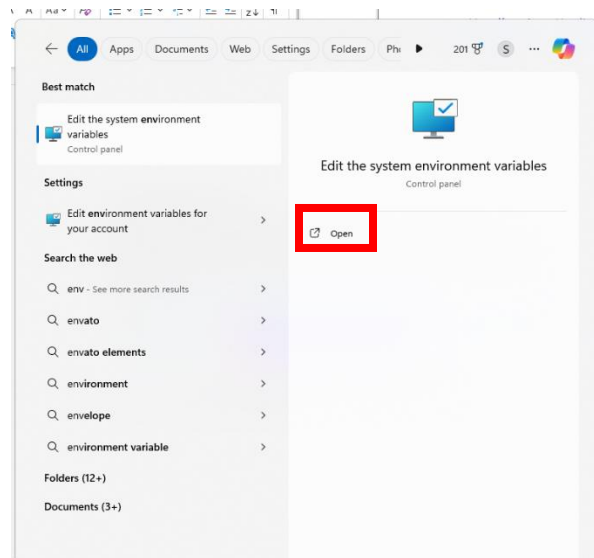 All Apps Documents Web Settings Folders 201 S ...
Best match
Edit the system environment
variables
Control panel
Edit the system environment variables
Control panel
Settings
Edit environment variables for
your account
Open
Search the web
env - See more search results
envato
envato elements
environment
envelope
environment variable
Folders (12+)
Documents (3+)